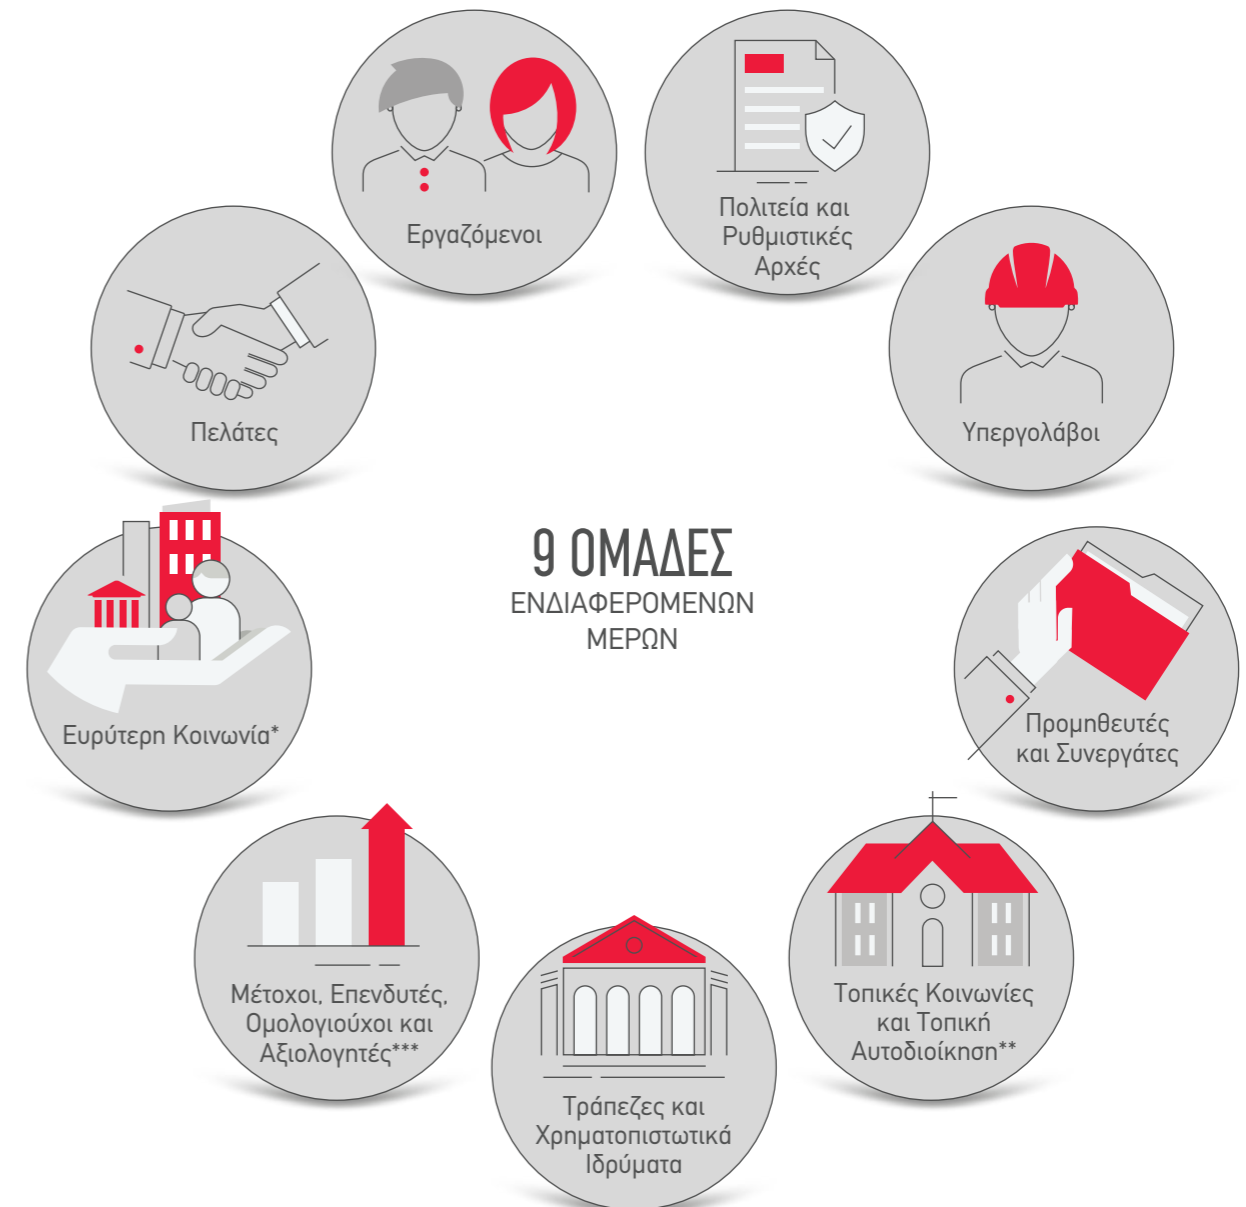 Εργαζόμενοι
Πολιτεία και
Ρυθμιστικές
Αρχές
Πελάτες
Υπεργολάβοι
9 ΟΜΑΔΕΣ
ΕΝΔΙΑΦΕΡΟΜΕΝΩΝ
ΜΕΡΩΝ
Ευρύτερη Κοινωνία*
Προμηθευτές
και Συνεργάτες
Μέτοχοι, Επενδυτές,
Ομολογιούχοι και
Αξιολογητές***
Τοπικές Κοινωνίες
και Τοπική
Αυτοδιοίκηση**
Τράπεζες και
Χρηματοπιστωτικά
Ιδρύματα